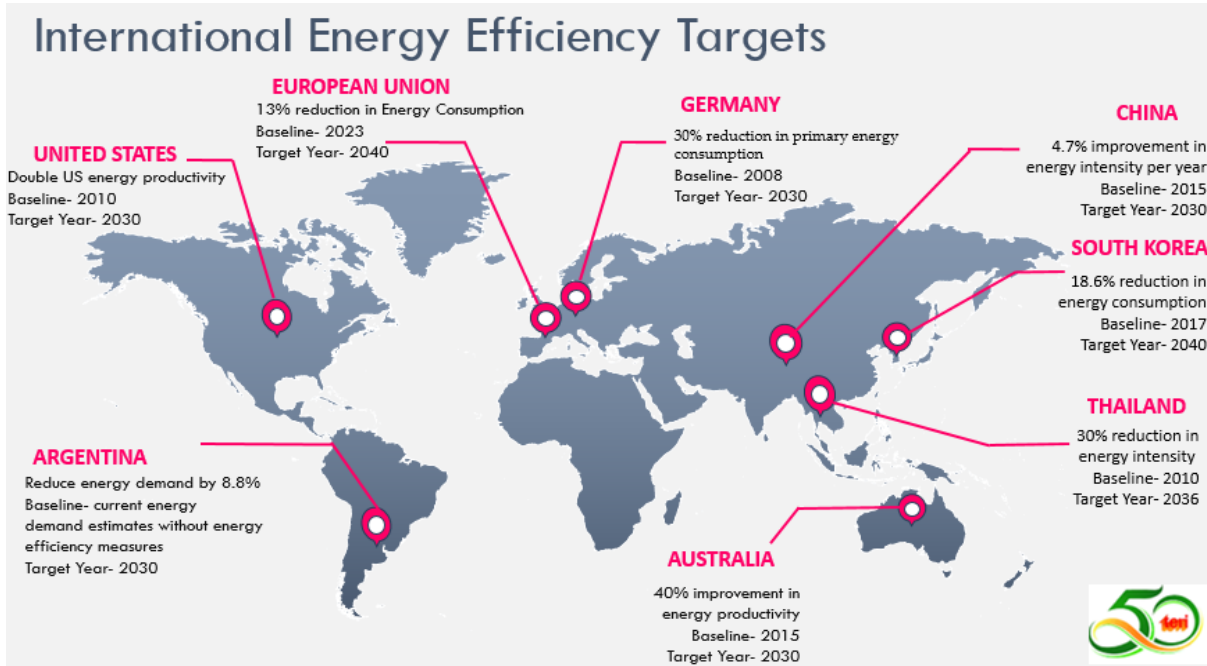 International Energy Efficiency Targets
EUROPEAN UNION
13% reduction in Energy Consumption
Baseline- 2023
Target Year- 2040
GERMANY
30% reduction in primary energy
consumption
Baseline- 2008
Target Year- 2030
CHINA
4.7% improvement in
energy intensity per year
Baseline- 2015
Target Year- 2030
UNITED STATES
Double US energy productivity
Baseline- 2010
Target Year- 2030
SOUTH KOREA
18.6% reduction in
energy consumption
Baseline- 2017
Target Year- 2040
THAILAND
30% reduction in
energy intensity
Baseline- 2010
Target Year- 2036
ARGENTINA
Reduce energy demand by 8.8%
Baseline- current energy
demand estimates without energy
efficiency measures
Target Year- 2030
AUSTRALIA
40% improvement in
energy productivity
Baseline- 2015
Target Year- 2030
50
teri